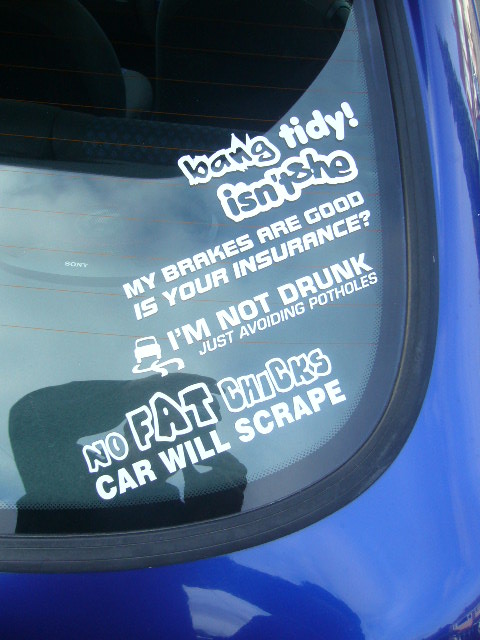 bang tidy!
isn't she
MY BRAKES ARE GOOD
IS YOUR INSURANCE?
SONY
I'M NOT DRUNK
JUST AVOIDING POTHOLES
NO FAT CHICKS
CAR WILL SCRAPE